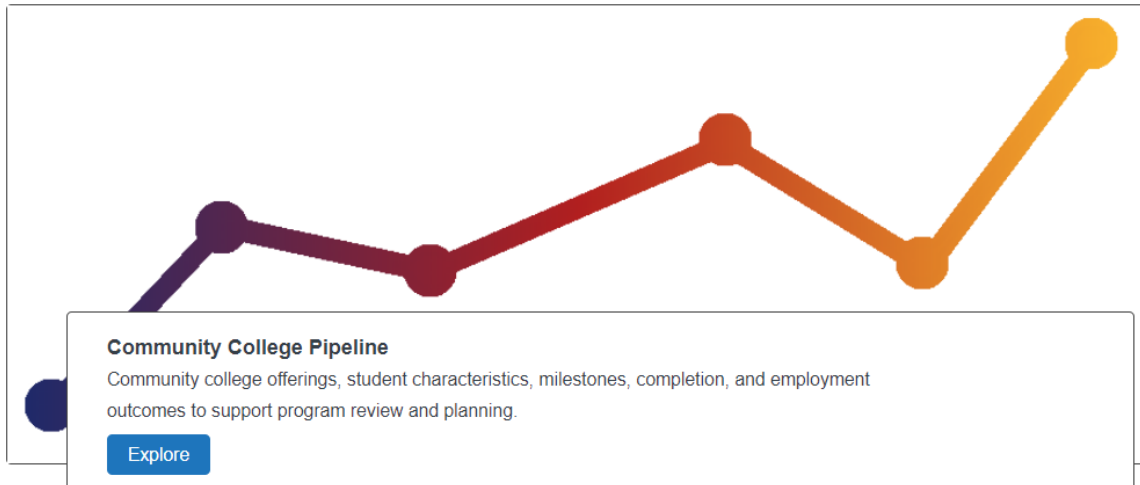 Community College Pipeline
Community college offerings, student characteristics, milestones, completion, and employment
outcomes to support program review and planning.
Explore